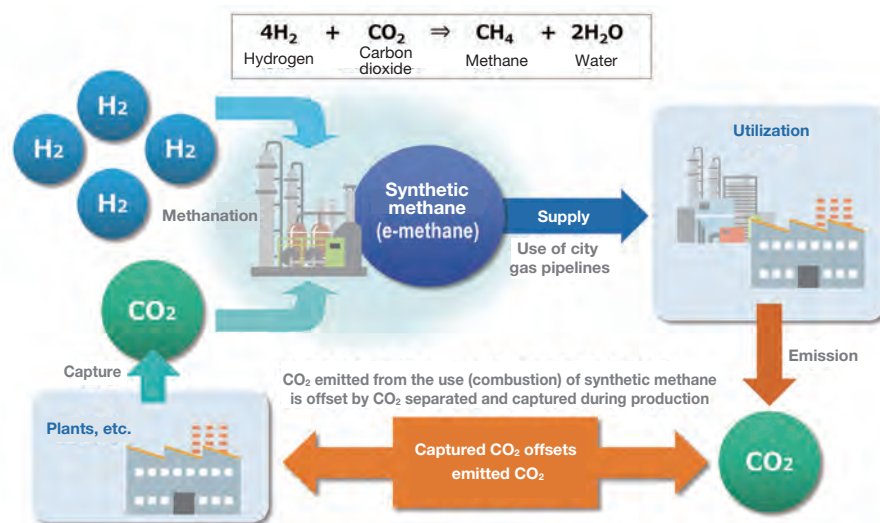 4H₂ + CO₂ ⇒ CH₄ + 2H₂O
Hydrogen Carbon dioxide Methane Water
H₂
H₂
H₂
H₂
Methanation
Synthetic
methane
(e-methane)
Supply
Use of city
gas pipelines
Utilization
CO₂
Capture
Plants, etc.
Emission
CO₂ emitted from the use (combustion) of synthetic methane
is offset by CO₂ separated and captured during production
Captured CO₂ offsets
emitted CO₂
CO₂